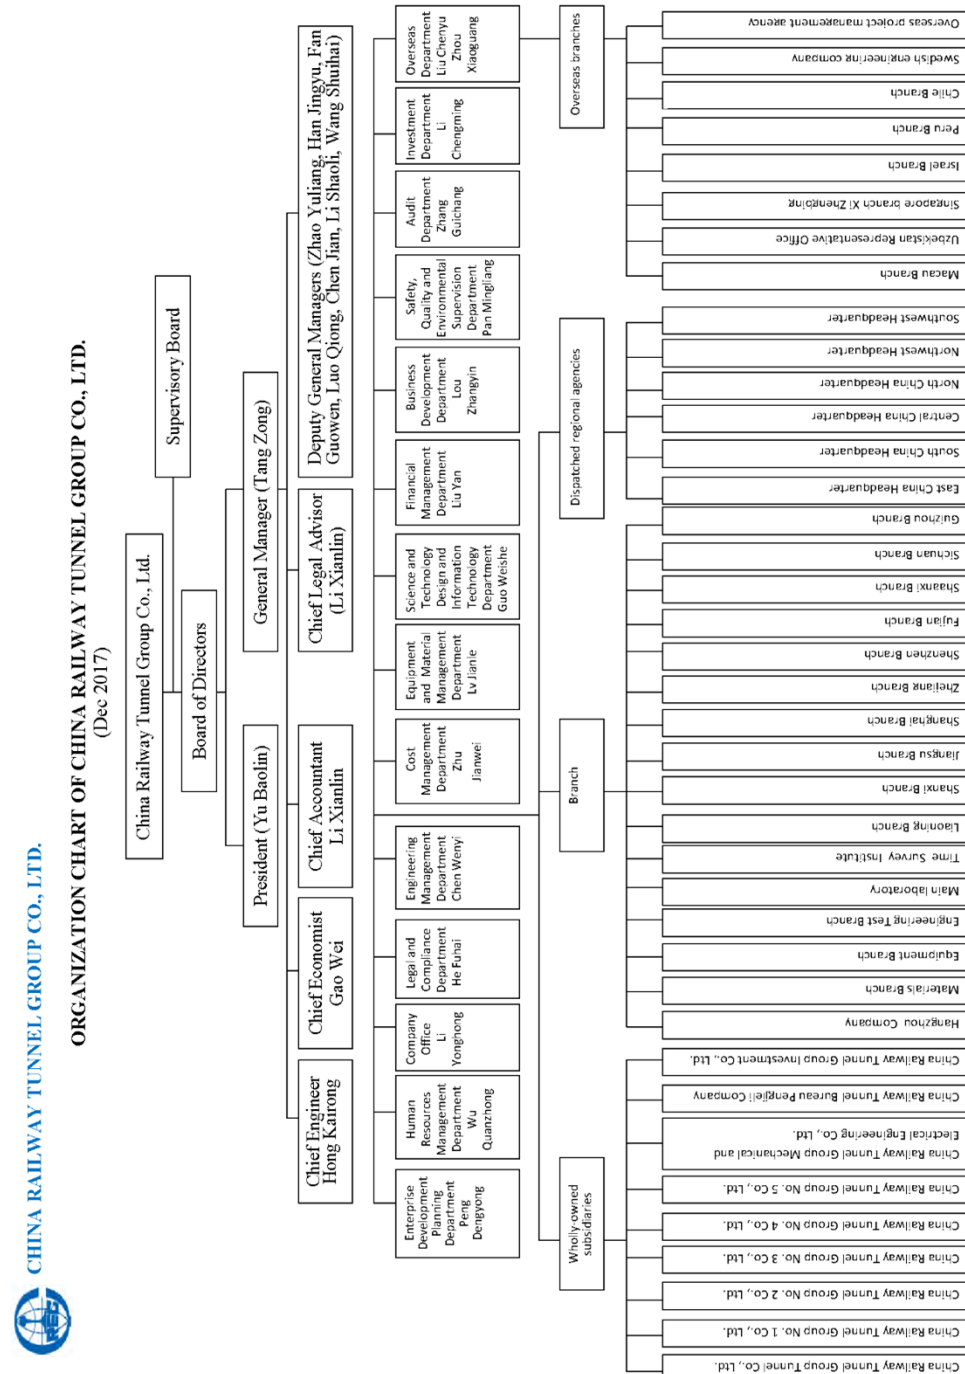 CHINA RAILWAY TUNNEL GROUP CO., LTD.
ORGANIZATION CHART OF CHINA RAILWAY TUNNEL GROUP CO., LTD.
(Dec 2017)
China Railway Tunnel Group Co., Ltd.
Supervisory Board
Board of Directors
President (Yu Baolin)
General Manager (Tang Zong)
Chief Engineer
Hong Kairong
Chief Economist
Gao Wei
Chief Accountant
Li Xianlin
Chief Legal Advisor
(Li Xianlin)
Deputy General Managers (Zhao Yuliang, Han Jingyu, Fan
Guowen, Luo Qiong, Chen Jian, Li Shaoli, Wang Shuihai)
Enterprise
Development
Planning
Department
Peng
Dengyong
Human
Resources
Management
Department
Wu
Quanzhong
Company
Office
Li
Yonghong
Legal and
Compliance
Department
He Fuhai
Engineering
Management
Department
Chen Wenyi
Cost
Management
Department
Zhu
Jianwei
Equipment
and Material
Management
Department
Lv Jianle
Science and
Technology
Design and
Information
Technology
Department
Guo Weishe
Financial
Management
Department
Liu Yan
Business
Development
Department
Lou
Zhangyin
Safety,
Quality and
Environmental
Supervision
Department
Pan Mingliang
Audit
Department
Zhang
Guichang
Investment
Department
Li
Chengming
Overseas
Department
Liu Chenyu
Zhou
Xiaoguang
Wholly-owned
subsidiaries
Branch
Dispatched regional agencies
Overseas branches
China Railway Tunnel Group Tunnel Co., Ltd.
China Railway Tunnel Group No. 1 Co., Ltd.
China Railway Tunnel Group No. 2 Co., Ltd.
China Railway Tunnel Group No. 3 Co., Ltd.
China Railway Tunnel Group No. 4 Co., Ltd.
China Railway Tunnel Group No. 5 Co., Ltd.
China Railway Tunnel Group Mechanical and
Electrical Engineering Co., Ltd.
China Railway Tunnel Bureau Pengjieli Company
China Railway Tunnel Group Investment Co., Ltd.
Hangzhou Company
Materials Branch
Equipment Branch
Engineering Test Branch
Main laboratory
Time Survey Institute
Liaoning Branch
Shanxi Branch
Jiangsu Branch
Shanghai Branch
Zhejiang Branch
Shenzhen Branch
Fujian Branch
Shaanxi Branch
Sichuan Branch
Guizhou Branch
East China Headquarter
South China Headquarter
Central China Headquarter
North China Headquarter
Northwest Headquarter
Southwest Headquarter
Macau Branch
Uzbekistan Representative Office
Singapore branch Xi Zhengbing
Israel Branch
Peru Branch
Chile Branch
Swedish engineering company
Overseas project management agency